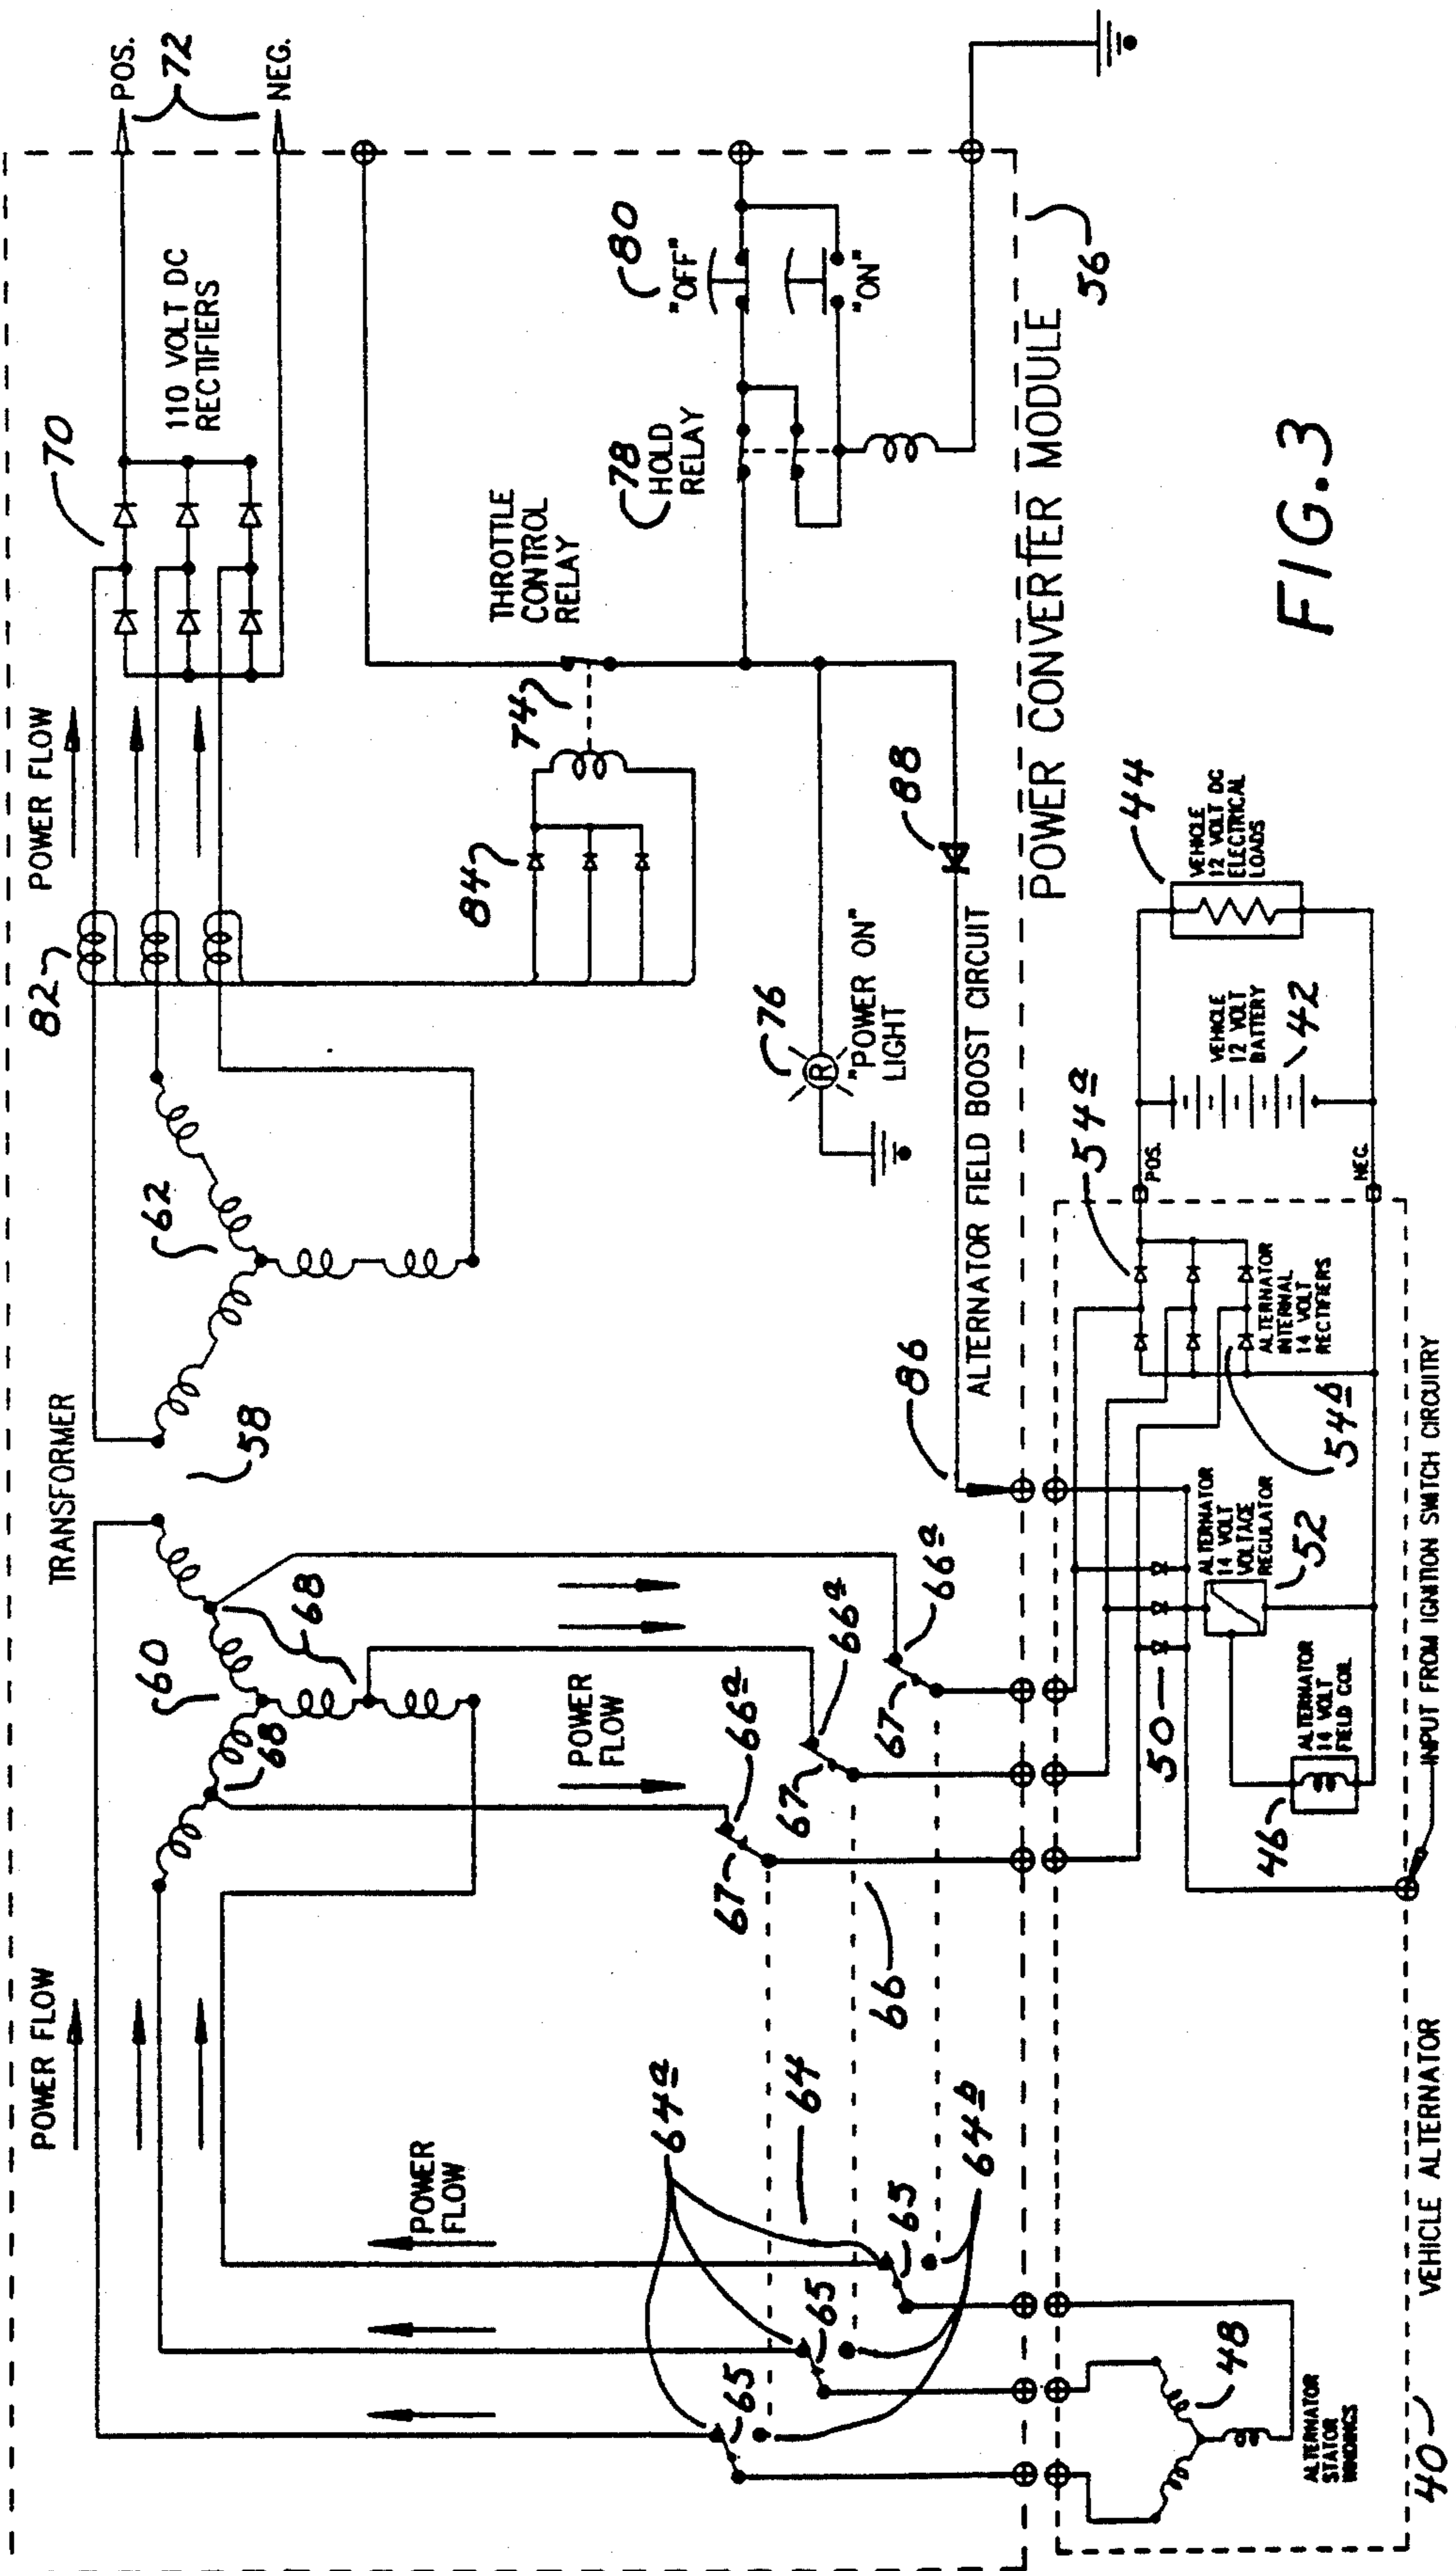 POWER FLOW
TRANSFORMER
POWER FLOW
82
70
110 VOLT DC
RECTIFIERS
POS.
72
NEG.
60
68
68
58
62
POWER
FLOW
POWER
FLOW
84
74
THROTTLE
CONTROL
RELAY
78
HOLD
RELAY
80
"OFF"
"ON"
64a
64
65
65
65
64b
66
67
66a
67
66a
67
66a
76
"POWER ON"
LIGHT
88
86
ALTERNATOR FIELD BOOST CIRCUIT
POWER CONVERTER MODULE
56
48
ALTERNATOR
STATOR
WINDINGS
50
46
ALTERNATOR
14 VOLT
FIELD COIL
ALTERNATOR
14 VOLT
VOLTAGE
REGULATOR
52
54a
ALTERNATOR
INTERNAL
14 VOLT
RECTIFIERS
54b
POS.
NEG.
VEHICLE
12 VOLT
BATTERY
42
44
VEHICLE
12 VOLT DC
ELECTRICAL
LOADS
40
VEHICLE ALTERNATOR
INPUT FROM IGNITION SWITCH CIRCUITRY
R
FIG.3